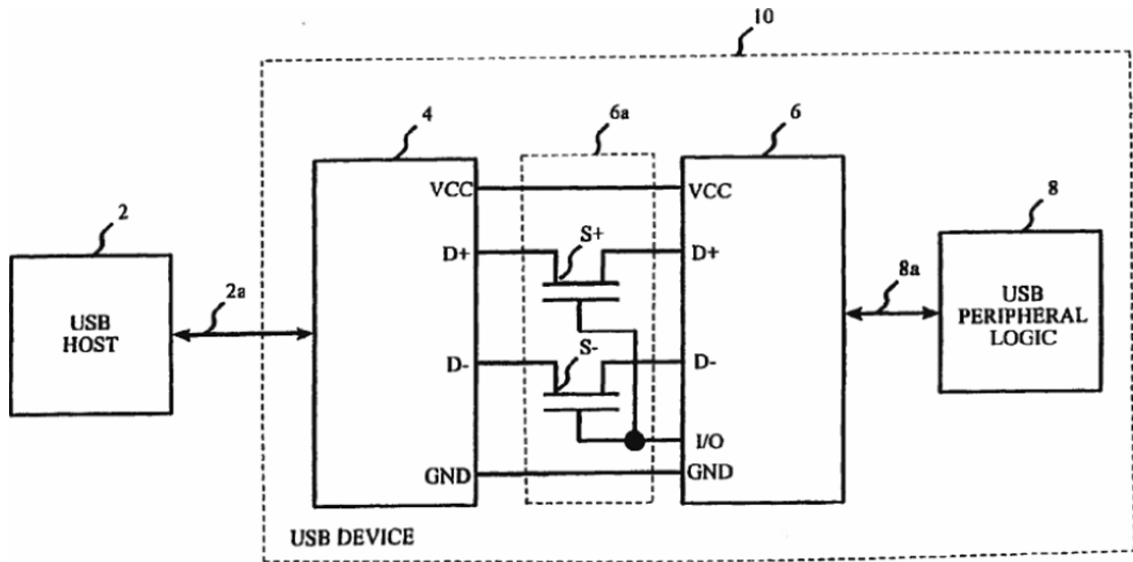 10
4
6a
6
VCC
VCC
8
2
S+
D+
D+
8a
2a
USB
HOST
USB
PERIPHERAL
LOGIC
S-
D-
D-
I/O
GND
GND
USB DEVICE